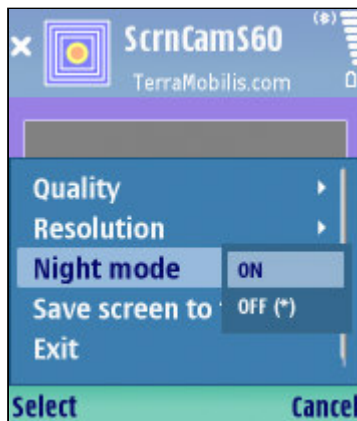 ScrnCamS60
TerraMobilis.com
Quality
Resolution
Night mode
ON
Save screen to
OFF (*)
Exit
Select
Cancel